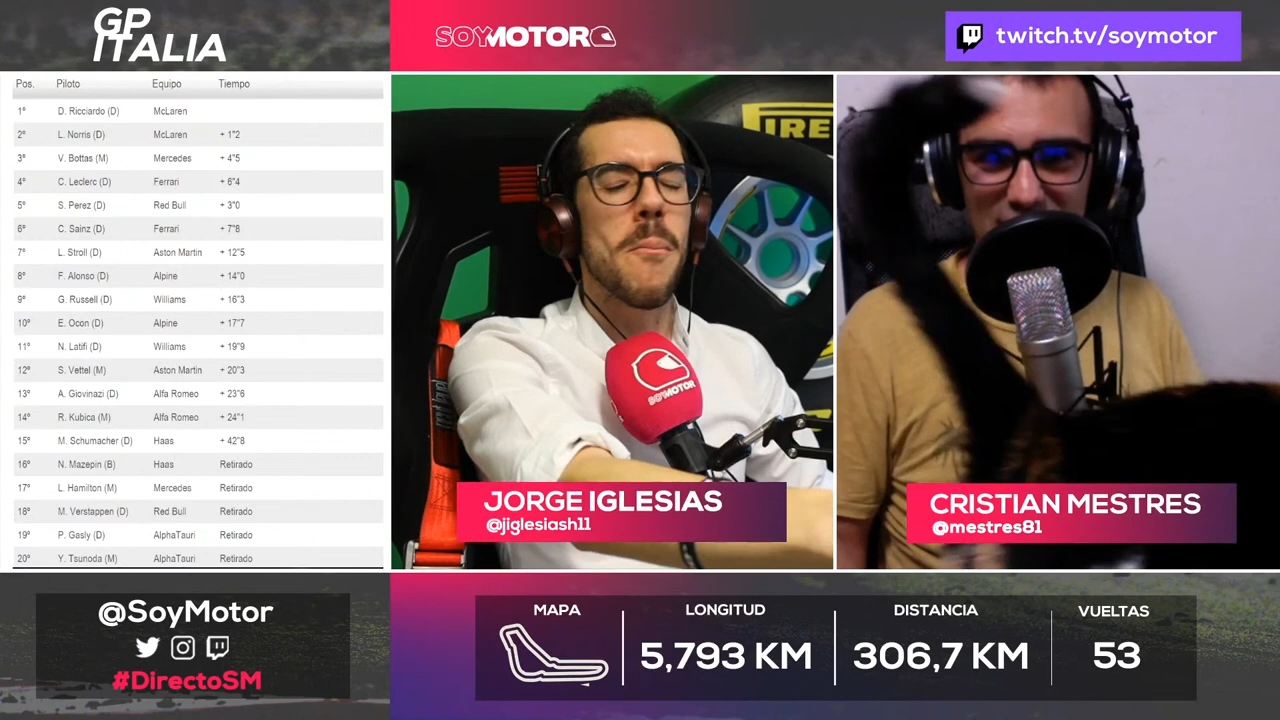 GP
ITALIA
SOYMOTOR
twitch.tv/soymotor
Pos. Piloto Equipo Tiempo
1º D. Ricciardo (D) McLaren
2º L. Norris (D) McLaren + 1"2
3º V. Bottas (M) Mercedes + 4"5
4º C. Leclerc (D) Ferrari + 6"4
5º S. Perez (D) Red Bull + 3"0
6º C. Sainz (D) Ferrari + 7"8
7º L. Stroll (D) Aston Martin + 12"5
8º F. Alonso (D) Alpine + 14"0
9º G. Russell (D) Williams + 16"3
10º E. Ocon (D) Alpine + 17"7
11º N. Latifi (D) Williams + 19"9
12º S. Vettel (M) Aston Martin + 20"3
13º A. Giovinazi (D) Alfa Romeo + 23"6
14º R. Kubica (M) Alfa Romeo + 24"1
15º M. Schumacher (D) Haas + 42"8
16º N. Mazepin (B) Haas Retirado
17º L. Hamilton (M) Mercedes Retirado
18º M. Verstappen (D) Red Bull Retirado
19º P. Gasly (D) AlphaTauri Retirado
20º Y. Tsunoda (M) AlphaTauri Retirado
IRE
SOYMOTOR
JORGE IGLESIAS
@jiglesiash11
CRISTIAN MESTRES
@mestres81
@SoyMotor
#DirectoSM
MAPA LONGITUD DISTANCIA VUELTAS
5,793 KM 306,7 KM 53